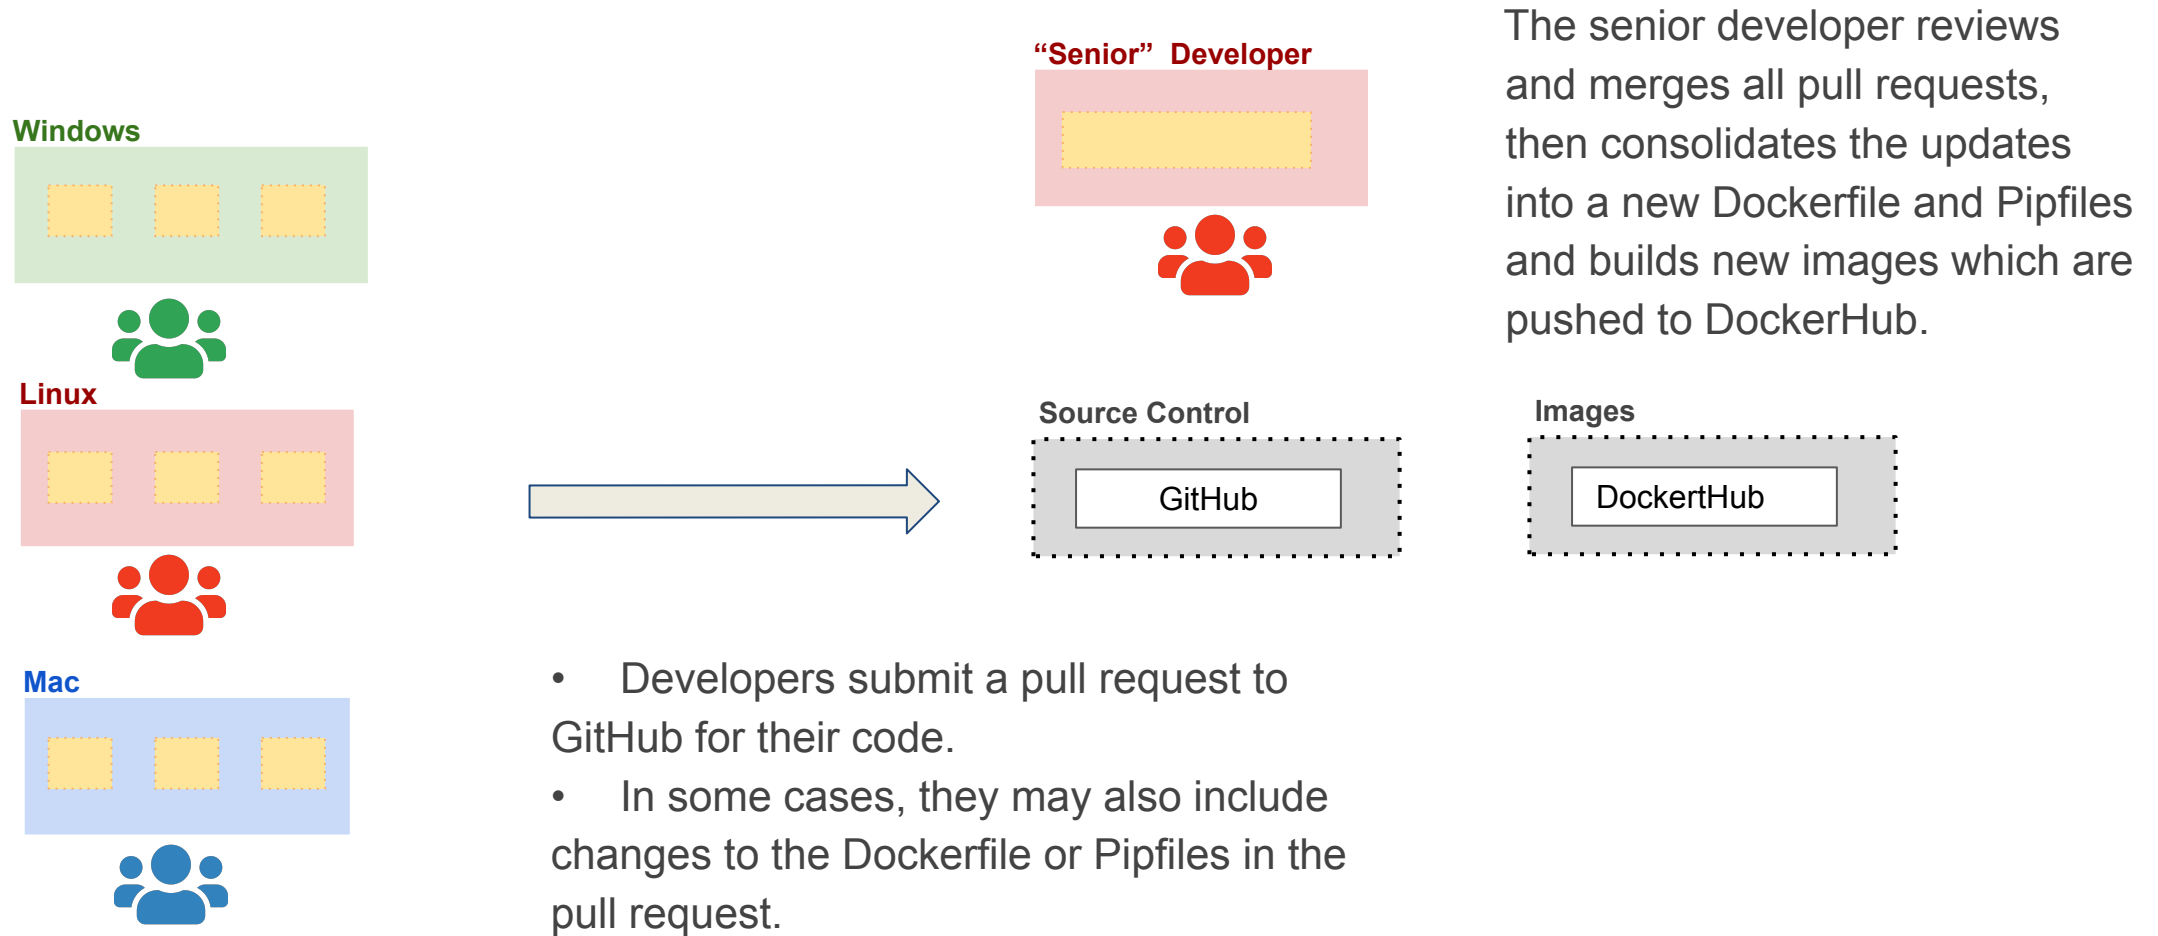 The senior developer reviews
and merges all pull requests,
then consolidates the updates
into a new Dockerfile and Pipfiles
and builds new images which are
pushed to DockerHub.
“Senior” Developer
Windows
Linux
Source Control
Images
GitHub
DockertHub
Mac
• Developers submit a pull request to
GitHub for their code.
• In some cases, they may also include
changes to the Dockerfile or Pipfiles in the
pull request.